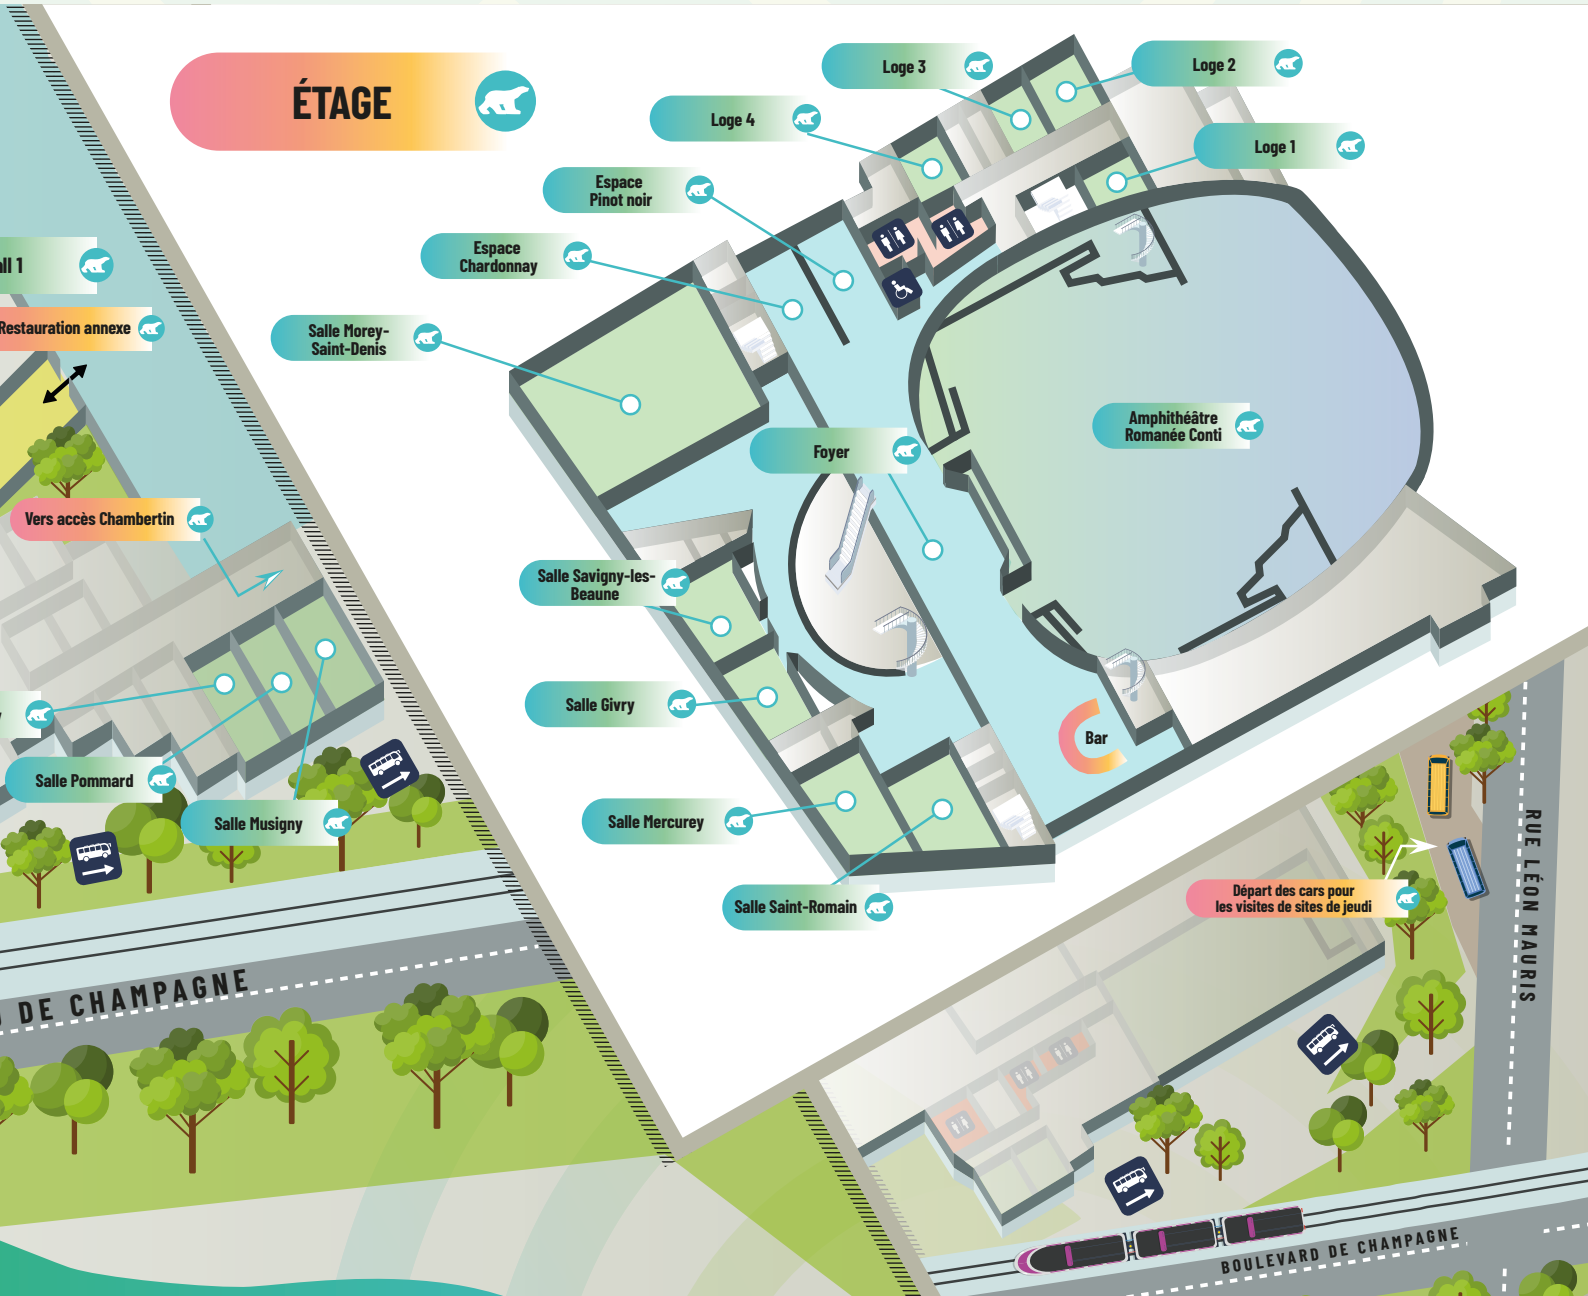 ÉTAGE
Loge 3
Loge 2
Loge 4
Loge 1
Espace
Pinot noir
Espace
Chardonnay
all 1
Restauration annexe
Salle Morey-
Saint-Denis
Amphithéâtre
Romanée Conti
Foyer
Vers accès Chambertin
Salle Savigny-les-
Beaune
Salle Givry
Bar
Salle Pommard
Salle Musigny
Salle Mercurey
Salle Saint-Romain
Départ des cars pour
les visites de sites de jeudi
RUE LÉON MAURIS
DE CHAMPAGNE
BOULEVARD DE CHAMPAGNE